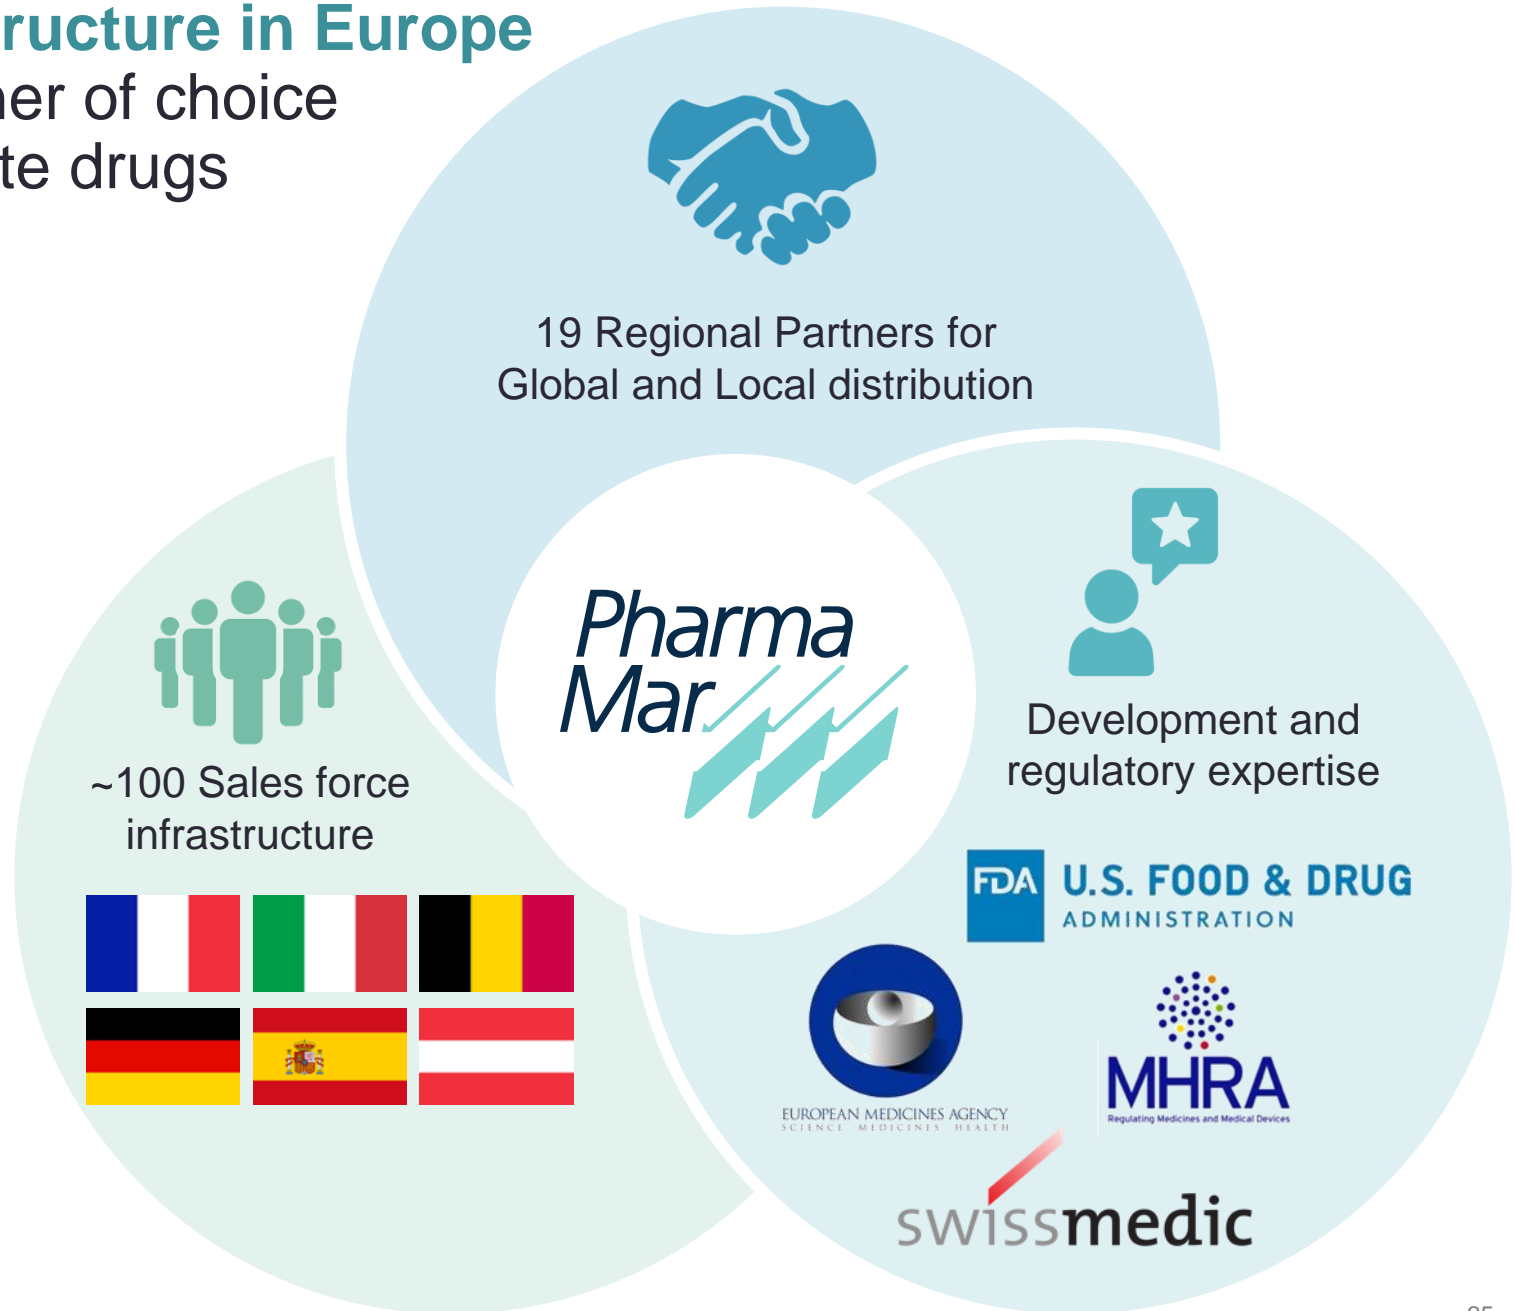 ructure in Europe
er of choice
te drugs
19 Regional Partners for
Global and Local distribution
Pharma
Mar
~100 Sales force
infrastructure
Development and
regulatory expertise
FDA U.S. FOOD & DRUG
ADMINISTRATION
EUROPEAN MEDICINES AGENCY
SCIENCE MEDICINES HEALTH
MHRA
Regulating Medicines and Medical Devices
swissmedic